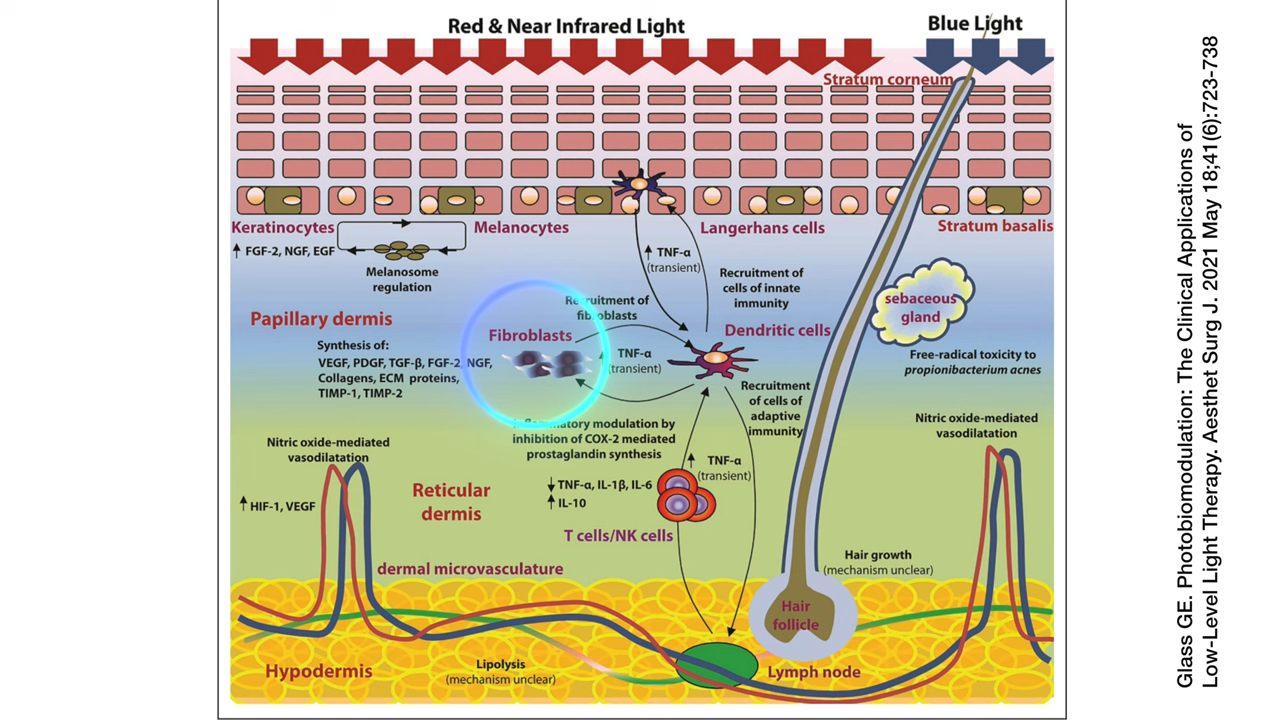 Red & Near Infrared Light
Blue Light
Stratum corneum
Keratinocytes
Melanocytes
Langerhans cells
Stratum basalis
↑ FGF-2, NGF, EGF
Melanosome
regulation
↑ TNF-α
(transient)
Recruitment of
cells of innate
immunity
sebaceous
gland
Papillary dermis
Recruitment of
fibroblasts
Fibroblasts
Dendritic cells
Synthesis of:
VEGF, PDGF, TGF-β, FGF-2, NGF,
Collagens, ECM proteins,
TIMP-1, TIMP-2
↑ TNF-α
(transient)
Free-radical toxicity to
propionibacterium acnes
Recruitment
of cells of
adaptive
immunity
Inflammatory modulation by
inhibition of COX-2 mediated
prostaglandin synthesis
Nitric oxide-mediated
vasodilatation
Nitric oxide-mediated
vasodilatation
↑ HIF-1, VEGF
Reticular
dermis
↓ TNF-α, IL-1β, IL-6
↑ IL-10
↑ TNF-α
(transient)
T cells/NK cells
dermal microvasculature
Hair growth
(mechanism unclear)
Hair
follicle
Hypodermis
Lipolysis
(mechanism unclear)
Lymph node
Glass GE. Photobiomodulation: The Clinical Applications of
Low-Level Light Therapy. Aesthet Surg J. 2021 May 18;41(6):723-738